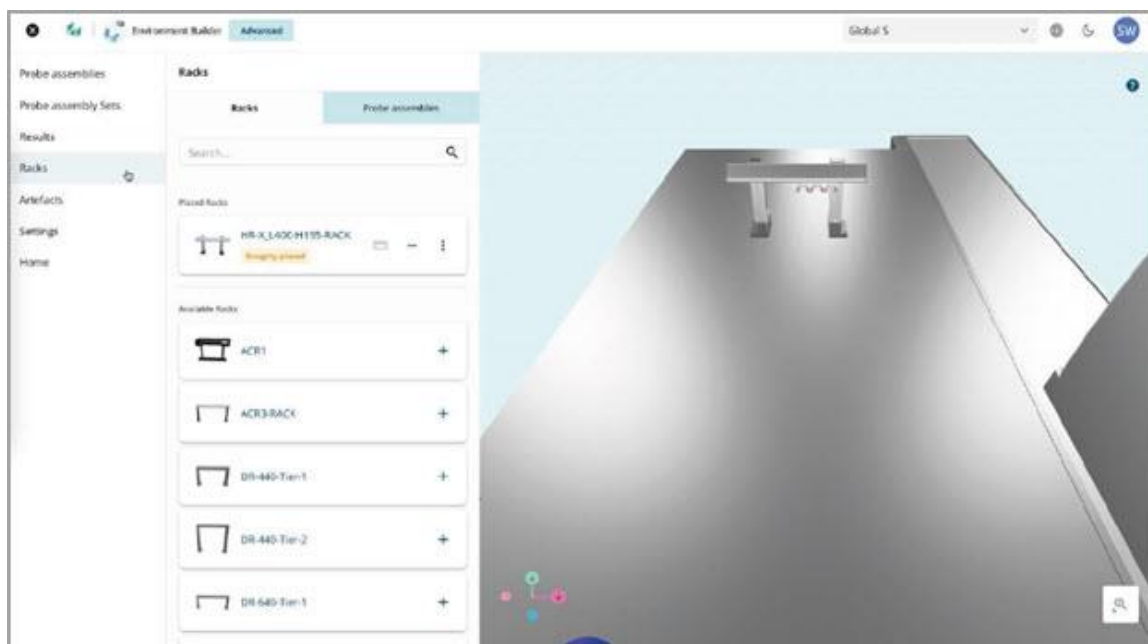 Environment Builder Advanced Global S SW
Probe assemblies
Probe assembly Sets
Results
Racks
Artefacts
Settings
Home
Racks
Racks Probe assemblies
Search...
Placed Racks
HR-X_L400-H195-RACK
Roughly placed
Available Racks
ACR1
ACR3-RACK
DR-440-Tier-1
DR-440-Tier-2
DR-640-Tier-1